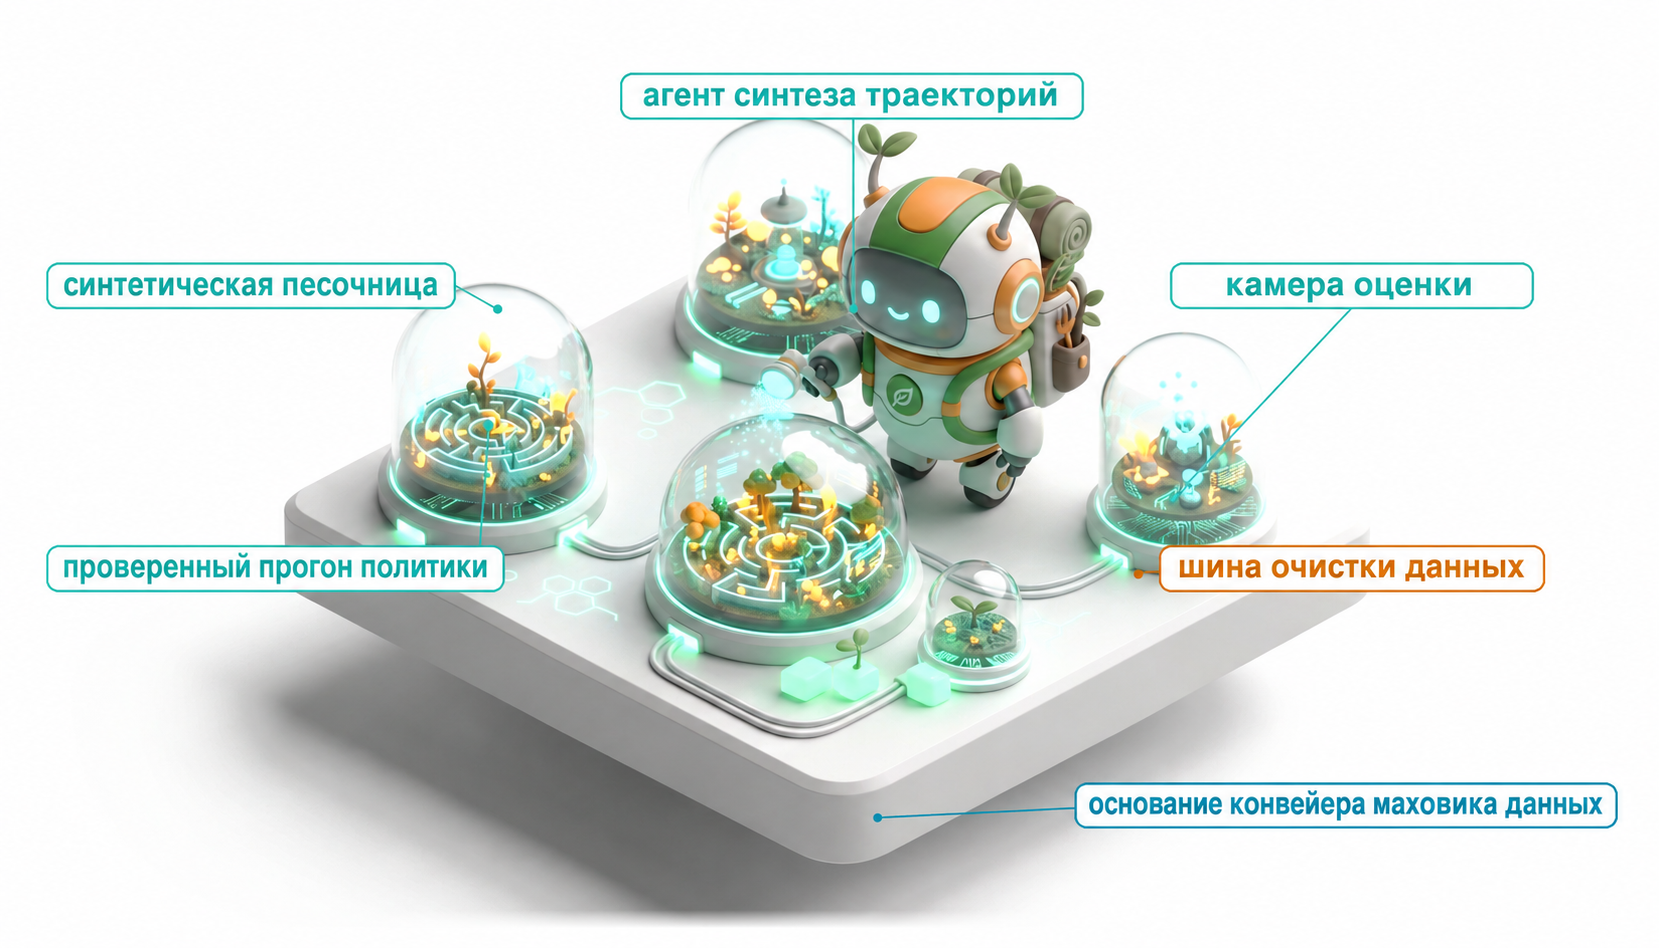 агент синтеза траекторий
синтетическая песочница
камера оценки
проверенный прогон политики
шина очистки данных
основание конвейера маховика данных